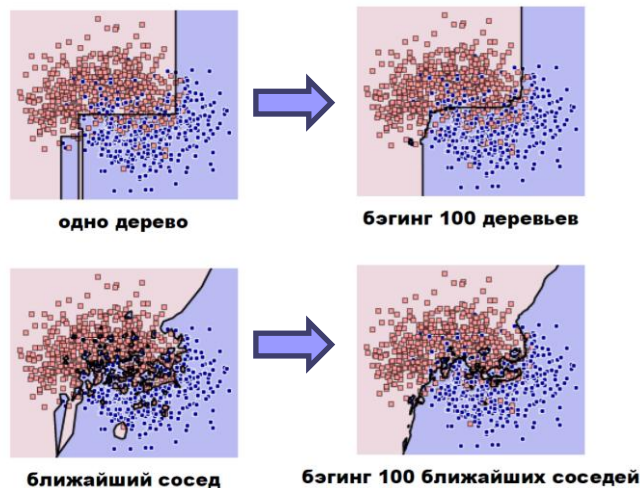 одно дерево
бэгинг 100 деревьев
ближайший сосед
бэгинг 100 ближайших соседей